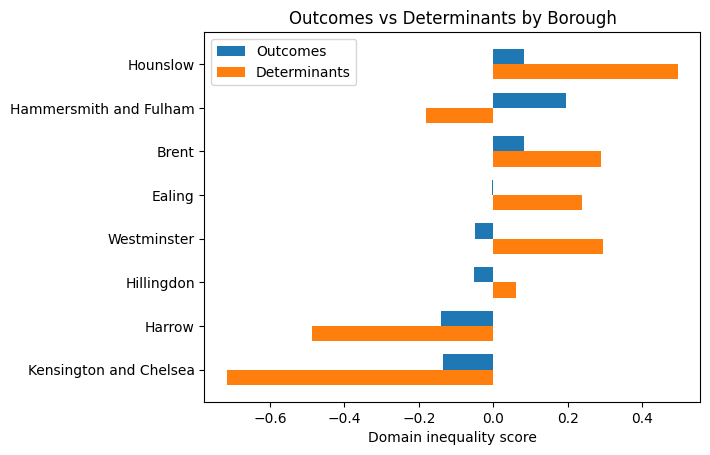 Outcomes vs Determinants by Borough
Outcomes
Determinants
Hounslow
Hammersmith and Fulham
Brent
Ealing
Westminster
Hillingdon
Harrow
Kensington and Chelsea
−0.6 −0.4 −0.2 0.0 0.2 0.4
Domain inequality score